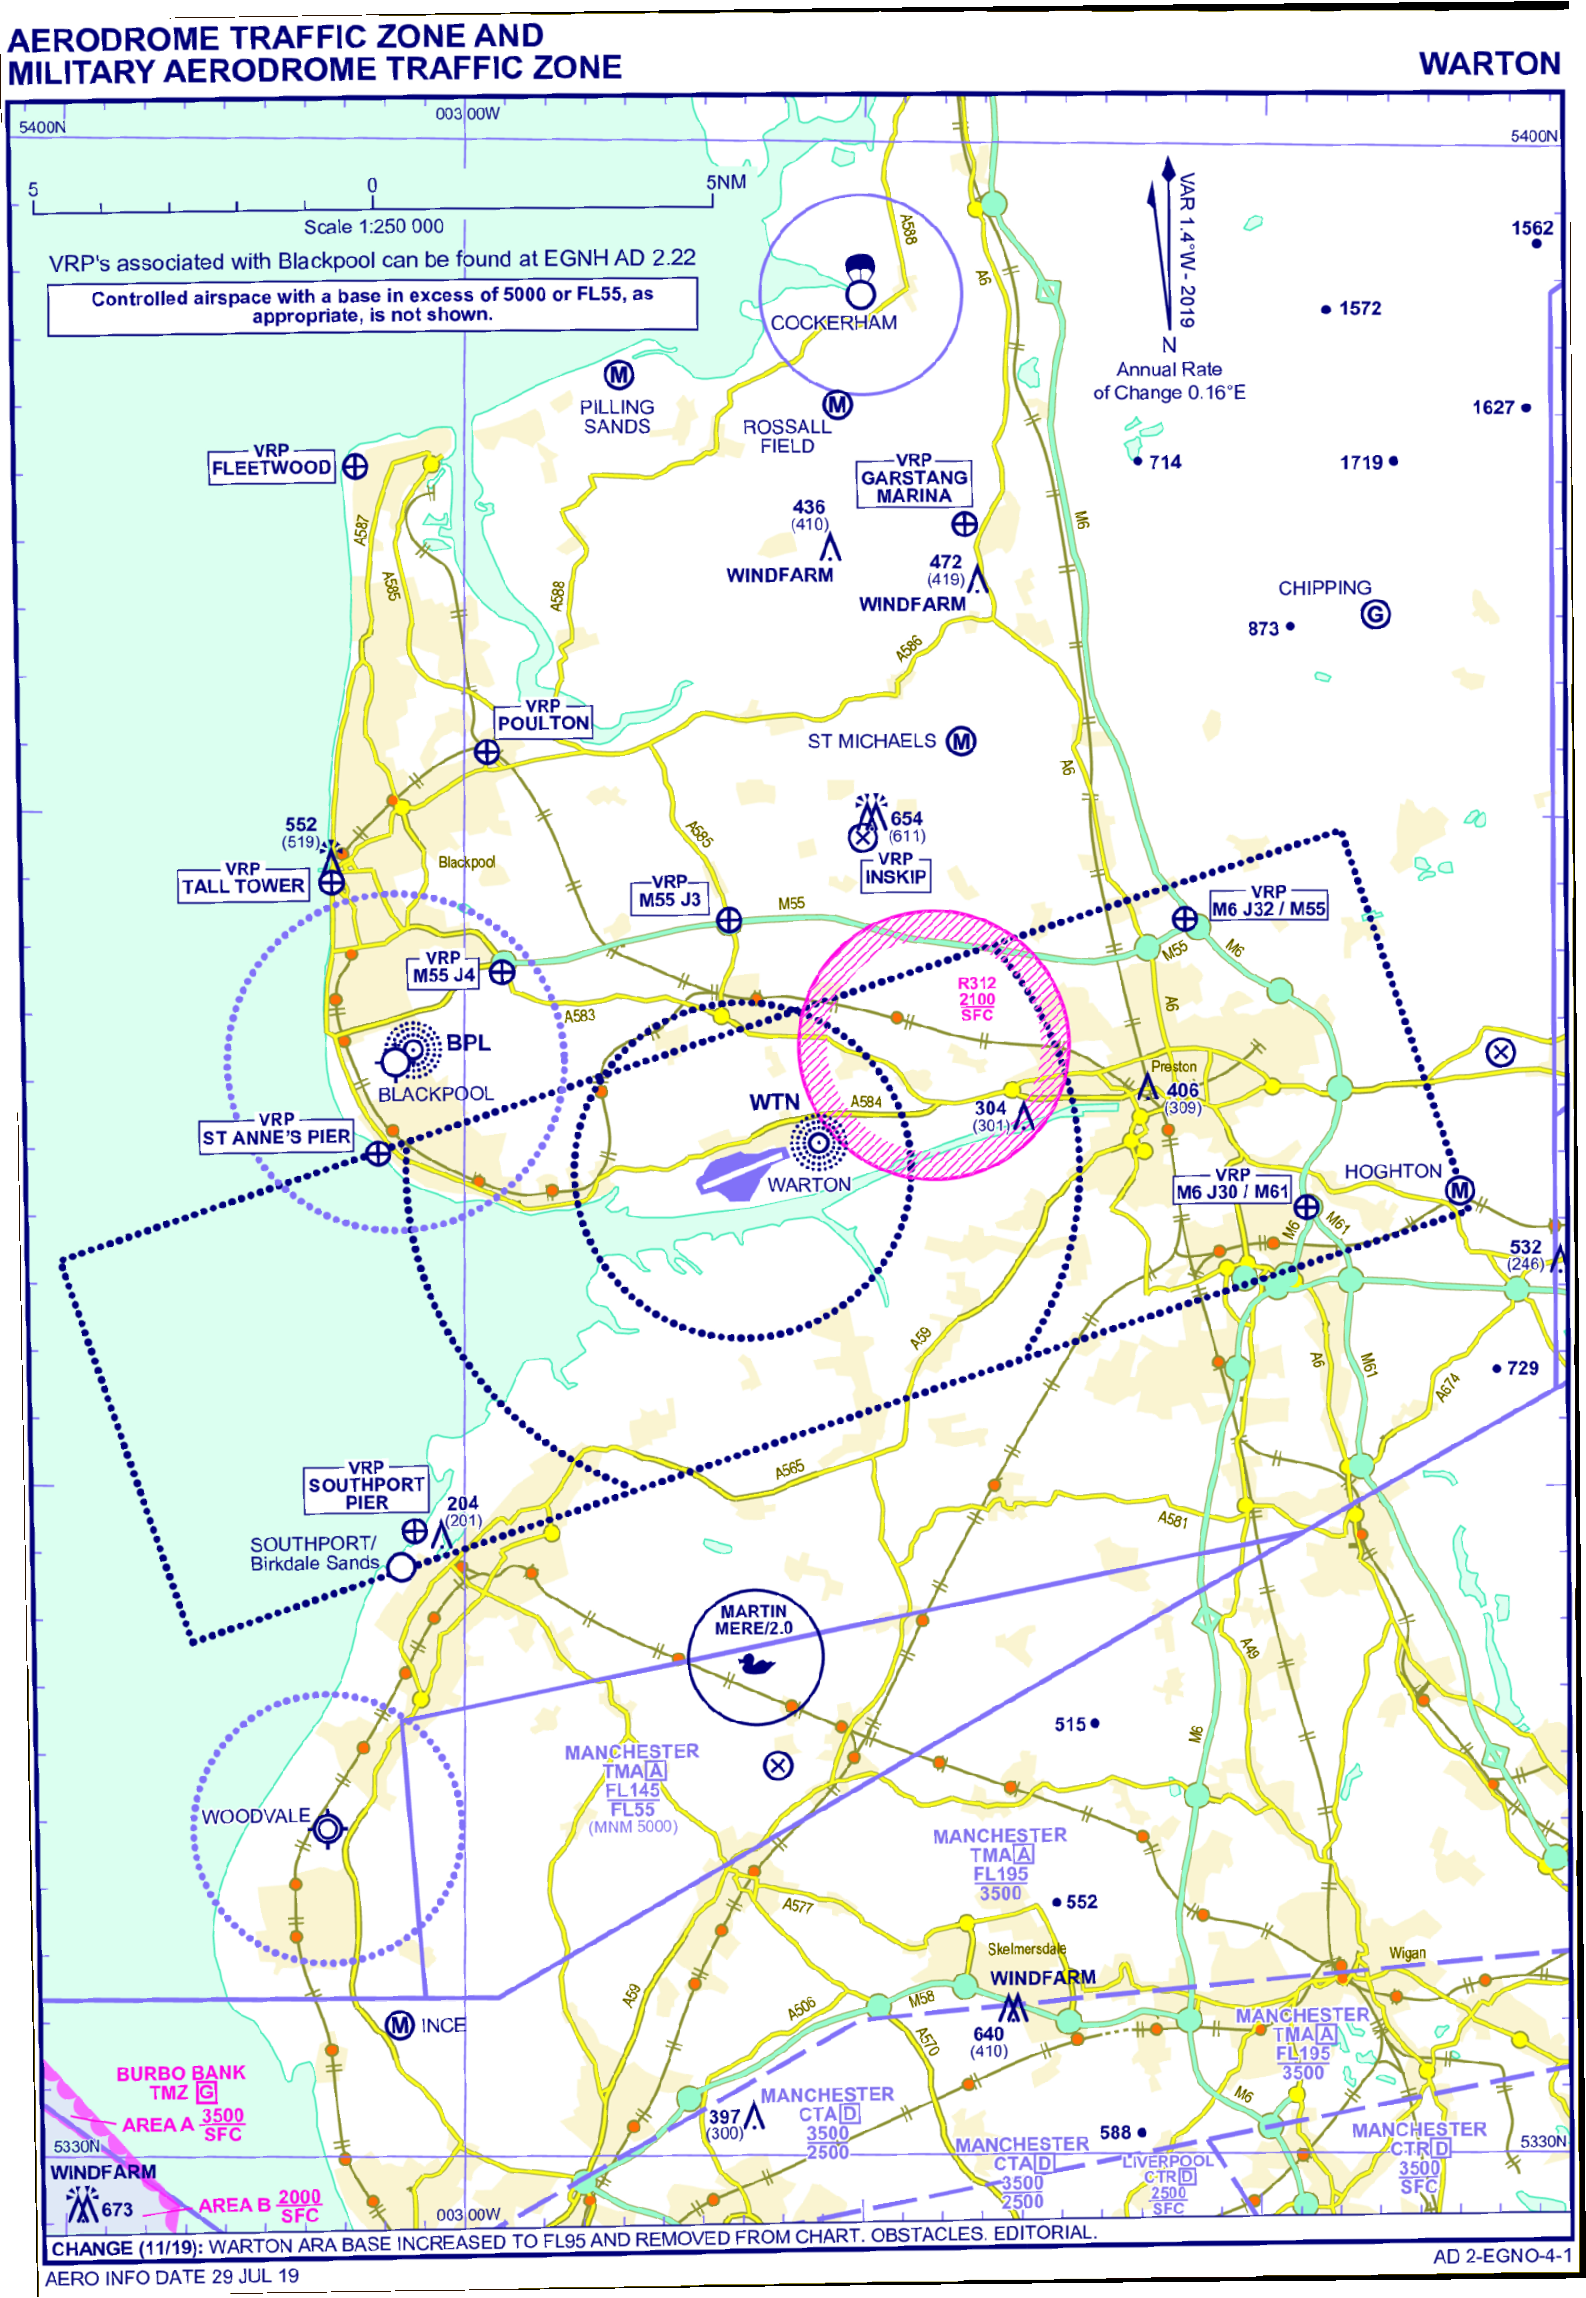 AERODROME TRAFFIC ZONE AND
MILITARY AERODROME TRAFFIC ZONE
WARTON
5400N
003 00W
5400N
5
0
5NM
Scale 1:250 000
VRP's associated with Blackpool can be found at EGNH AD 2.22
Controlled airspace with a base in excess of 5000 or FL55, as
appropriate, is not shown.
A588
A6
COCKERHAM
VAR 1.4°W - 2019
N
Annual Rate
of Change 0.16°E
1562
1572
1627
714
1719
M
PILLING
SANDS
M
ROSSALL
FIELD
VRP
FLEETWOOD
VRP
GARSTANG
MARINA
436
(410)
WINDFARM
472
(419)
WINDFARM
M6
A587
A585
A588
A586
CHIPPING
G
873
VRP
POULTON
ST MICHAELS
M
A6
552
(519)
VRP
TALL TOWER
Blackpool
A585
654
(611)
VRP
INSKIP
VRP
M55 J3
M55
VRP
M6 J32 / M55
M55
M6
VRP
M55 J4
A583
R312
2100
SFC
A6
BPL
BLACKPOOL
Preston
406
(309)
WTN
A584
304
(301)
VRP
ST ANNE'S PIER
WARTON
VRP
M6 J30 / M61
HOGHTON
M
M6
M61
532
(246)
A59
A6
M61
729
A674
A565
VRP
SOUTHPORT
PIER
204
(201)
SOUTHPORT/
Birkdale Sands
A581
MARTIN
MERE/2.0
A49
515
M6
MANCHESTER
TMA A
FL145
FL55
(MNM 5000)
WOODVALE
MANCHESTER
TMA A
FL195
3500
552
A577
Skelmersdale
WINDFARM
Wigan
A59
A506
M58
640
(410)
A570
M INCE
MANCHESTER
TMA A
FL195
3500
M6
BURBO BANK
TMZ G
AREA A 3500
SFC
397
(300)
MANCHESTER
CTA D
3500
2500
588
MANCHESTER
CTA D
3500
2500
LIVERPOOL
CTR D
2500
SFC
MANCHESTER
CTR D
3500
SFC
5330N
5330N
WINDFARM
673
AREA B 2000
SFC
003 00W
CHANGE (11/19): WARTON ARA BASE INCREASED TO FL95 AND REMOVED FROM CHART. OBSTACLES. EDITORIAL.
AERO INFO DATE 29 JUL 19
AD 2-EGNO-4-1